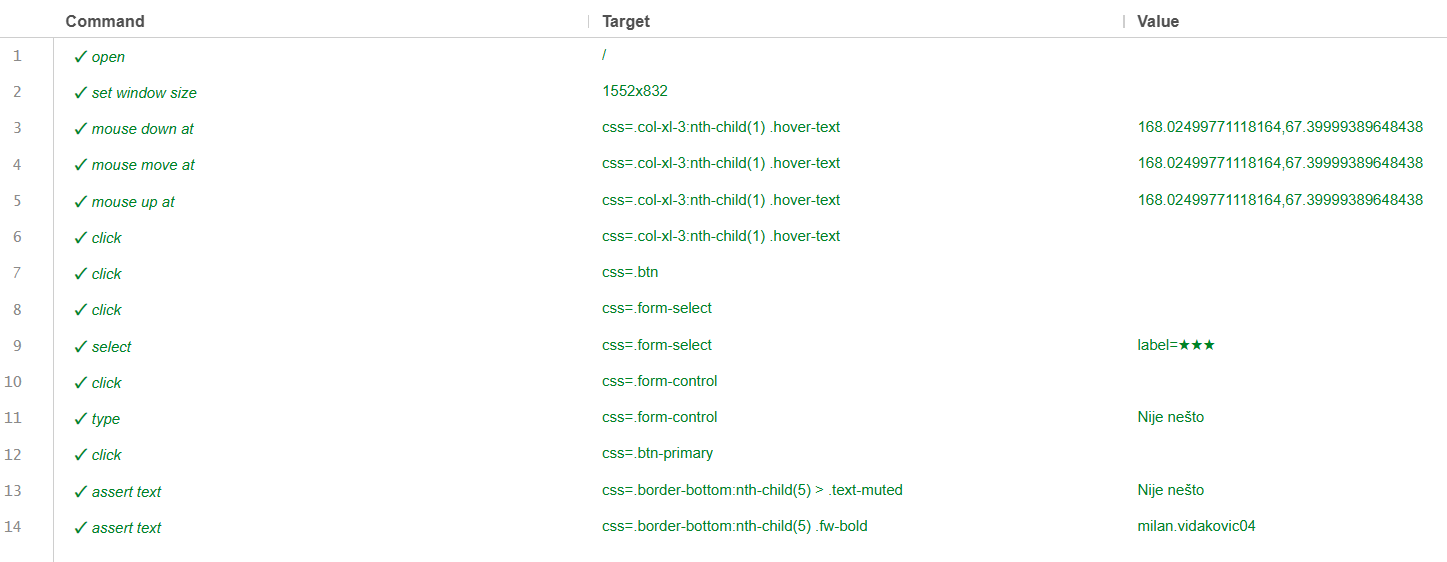 Command Target Value
1 ✓ open /
2 ✓ set window size 1552x832
3 ✓ mouse down at css=.col-xl-3:nth-child(1) .hover-text 168.02499771118164,67.39999389648438
4 ✓ mouse move at css=.col-xl-3:nth-child(1) .hover-text 168.02499771118164,67.39999389648438
5 ✓ mouse up at css=.col-xl-3:nth-child(1) .hover-text 168.02499771118164,67.39999389648438
6 ✓ click css=.col-xl-3:nth-child(1) .hover-text
7 ✓ click css=.btn
8 ✓ click css=.form-select
9 ✓ select css=.form-select label=★★★
10 ✓ click css=.form-control
11 ✓ type css=.form-control Nije nešto
12 ✓ click css=.btn-primary
13 ✓ assert text css=.border-bottom:nth-child(5) > .text-muted Nije nešto
14 ✓ assert text css=.border-bottom:nth-child(5) .fw-bold milan.vidakovic04